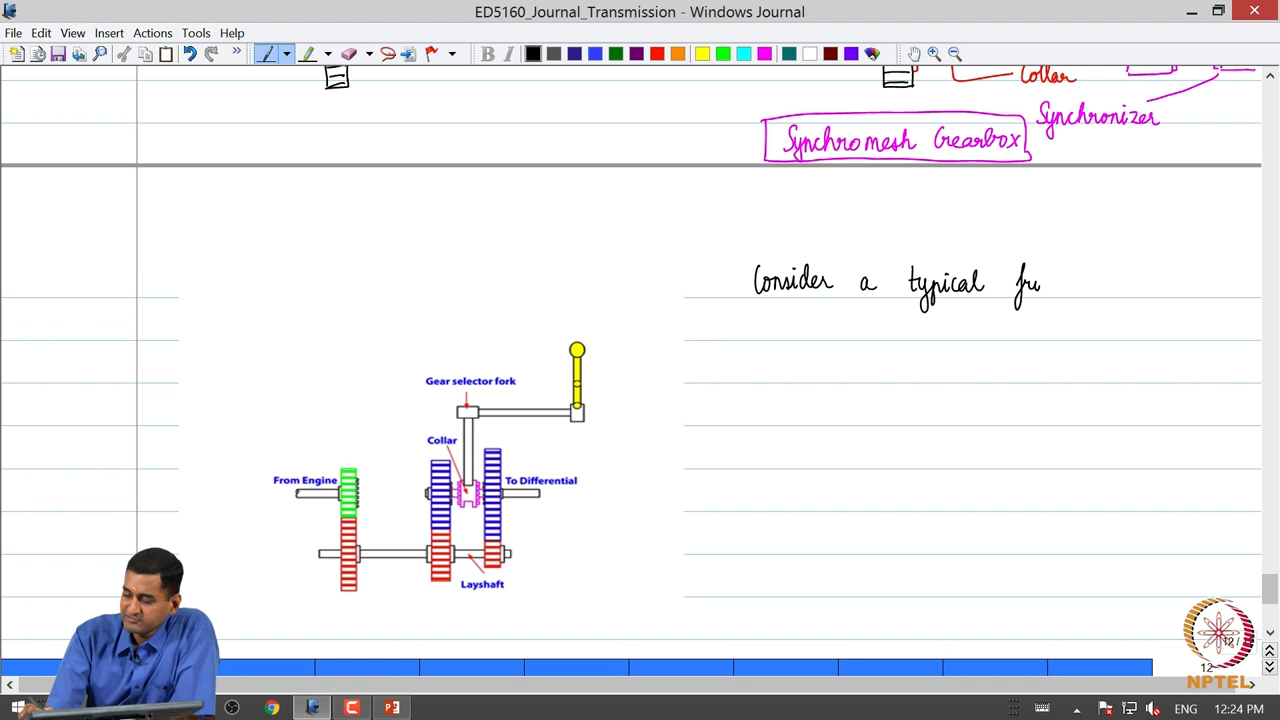 ED5160_Journal_Transmission - Windows Journal
File Edit View Insert Actions Tools Help
Collar
Synchronizer
Synchromesh Gearbox
Consider a typical
Gear selector fork
Collar
From Engine
To Differential
Layshaft
12
NPTEL
ENG 12:24 PM